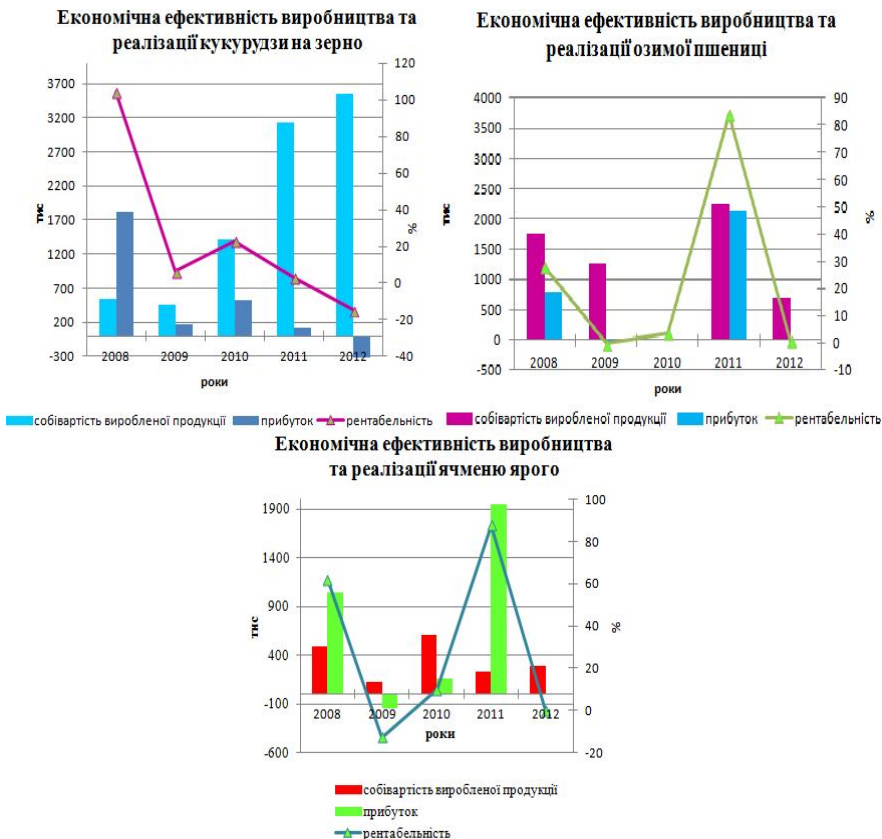 Економічна ефективність виробництва та
реалізації кукурудзи на зерно
3700
3200
2700
2200
1700
1200
700
200
-300
тис
120
100
80
60
40
20
0
-20
-40
%
2008 2009 2010 2011 2012
роки
собівартість виробленої продукції прибуток рентабельність
Економічна ефективність виробництва та
реалізації озимої пшениці
4000
3500
3000
2500
2000
1500
1000
500
0
-500
тис
90
80
70
60
50
40
30
20
10
0
-10
%
2008 2009 2010 2011 2012
роки
собівартість виробленої продукції прибуток рентабельність
Економічна ефективність виробництва
та реалізації ячменю ярого
1900
1400
900
400
-100
-600
тис
100
80
60
40
20
0
-20
%
2008 2009 2010 2011 2012
роки
собівартість виробленої продукції
прибуток
рентабельність